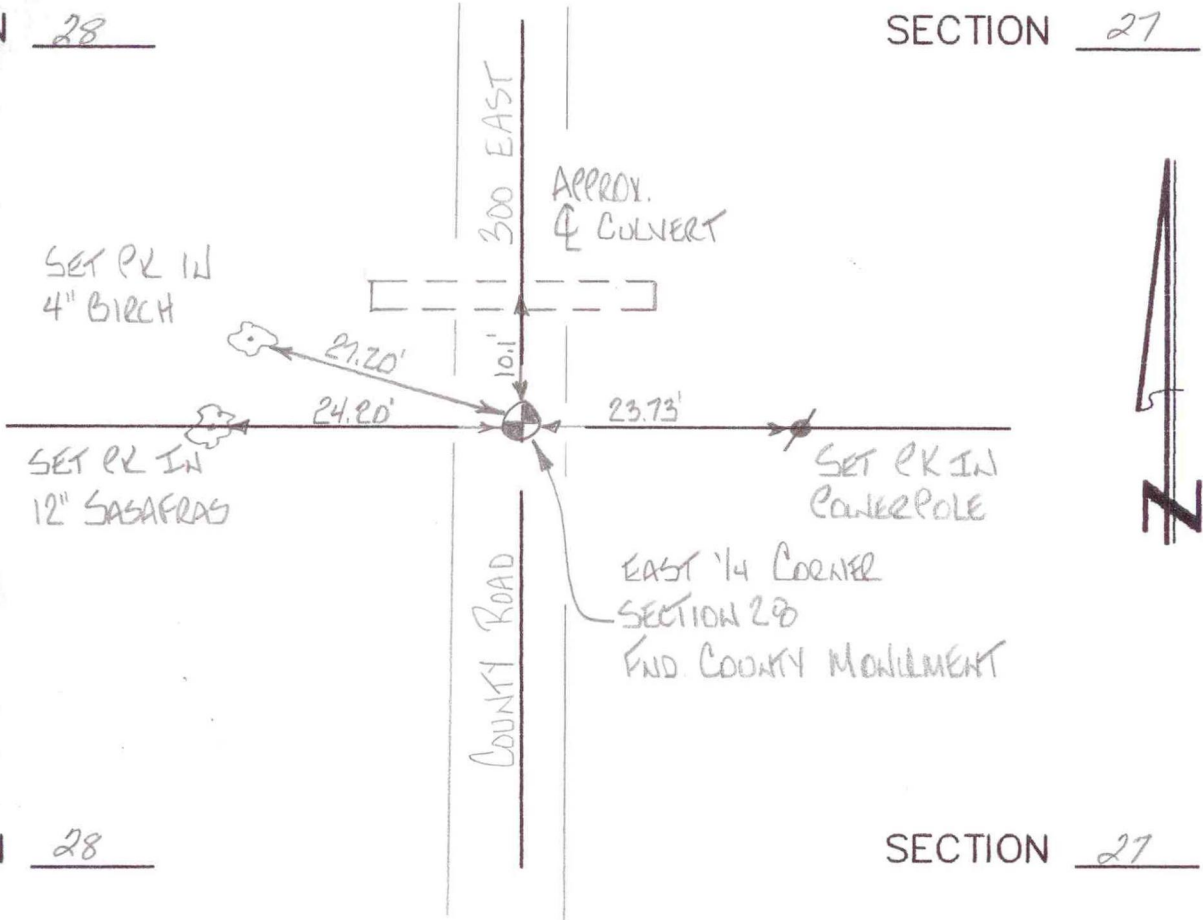 N 28
SECTION 27
300 EAST
APPROX.
℄ CULVERT
SET PK IN
4" BIRCH
10.1'
24.20'
23.73'
SET PK IN
12" SASAFRAS
SET PK IN
POWERPOLE
N
EAST 1/4 CORNER
SECTION 28
FND COUNTY MONUMENT
COUNTY ROAD
N 28
SECTION 27